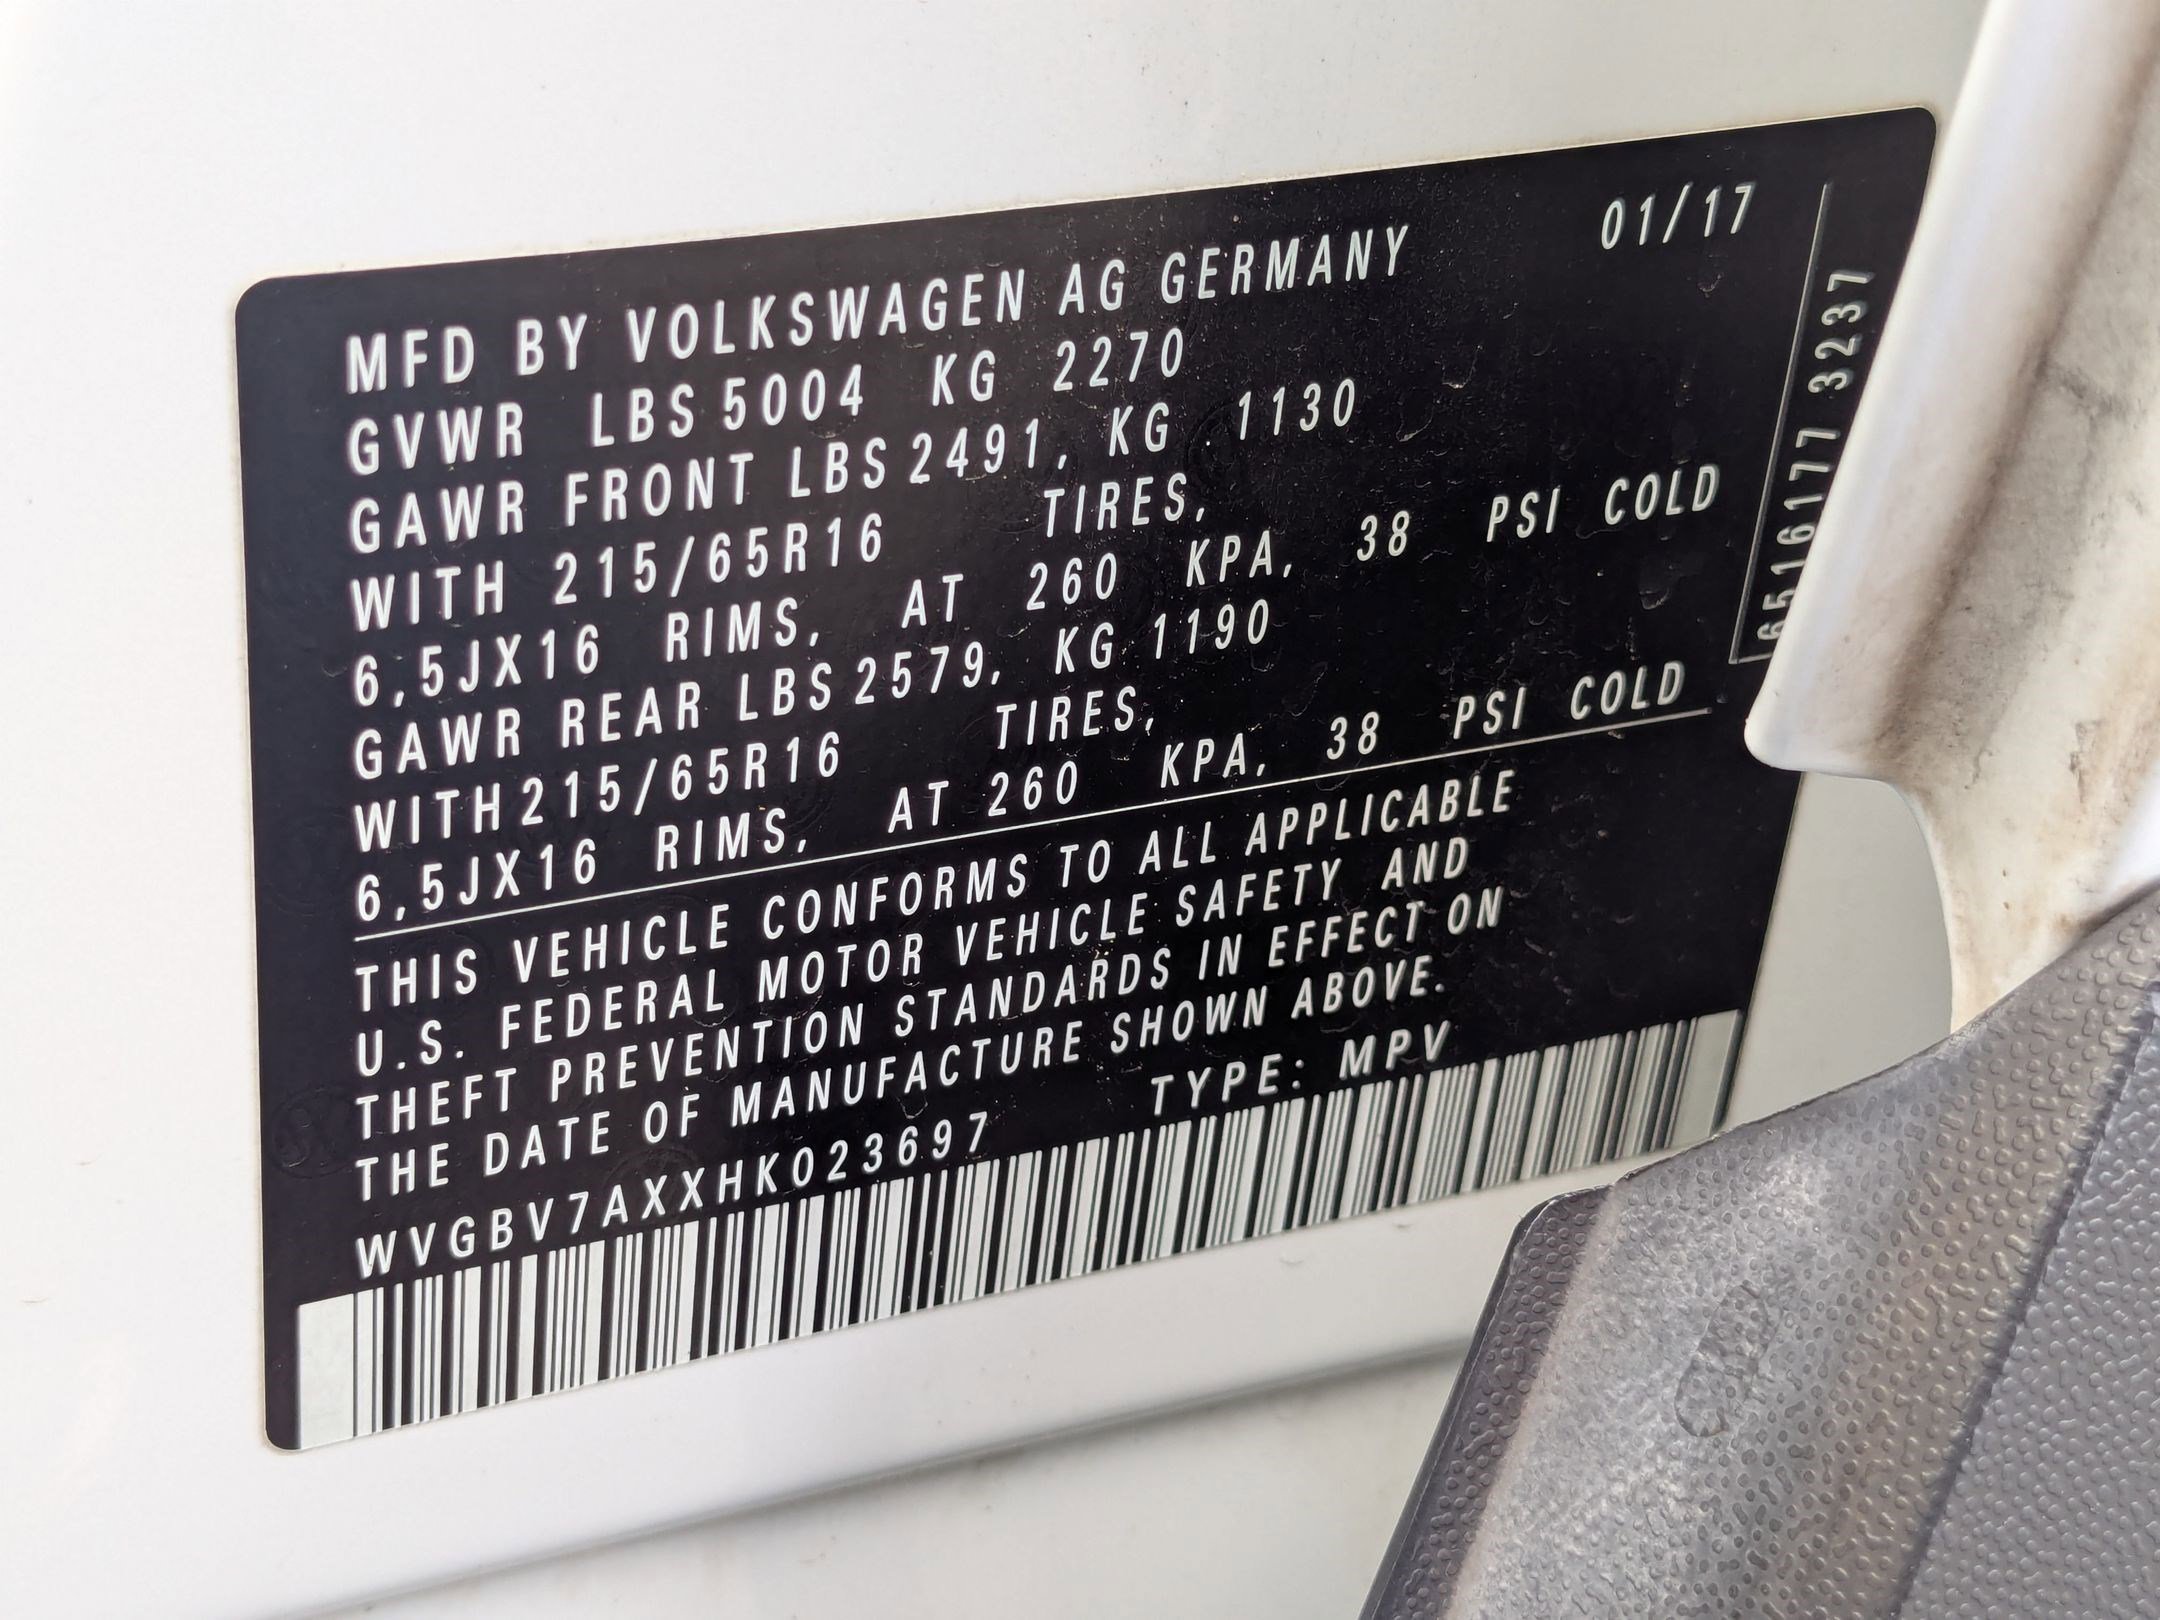 MFD BY VOLKSWAGEN AG GERMANY 01/17
GVWR LBS 5004 KG 2270
GAWR FRONT LBS 2491, KG 1130
WITH 215/65R16 TIRES,
6,5JX16 RIMS, AT 260 KPA, 38 PSI COLD
GAWR REAR LBS 2579, KG 1190
WITH 215/65R16 TIRES,
6,5JX16 RIMS, AT 260 KPA, 38 PSI COLD
THIS VEHICLE CONFORMS TO ALL APPLICABLE
U.S. FEDERAL MOTOR VEHICLE SAFETY AND
THEFT PREVENTION STANDARDS IN EFFECT ON
THE DATE OF MANUFACTURE SHOWN ABOVE.
WVGBV7AXXHK023697 TYPE: MPV
6516177 3237